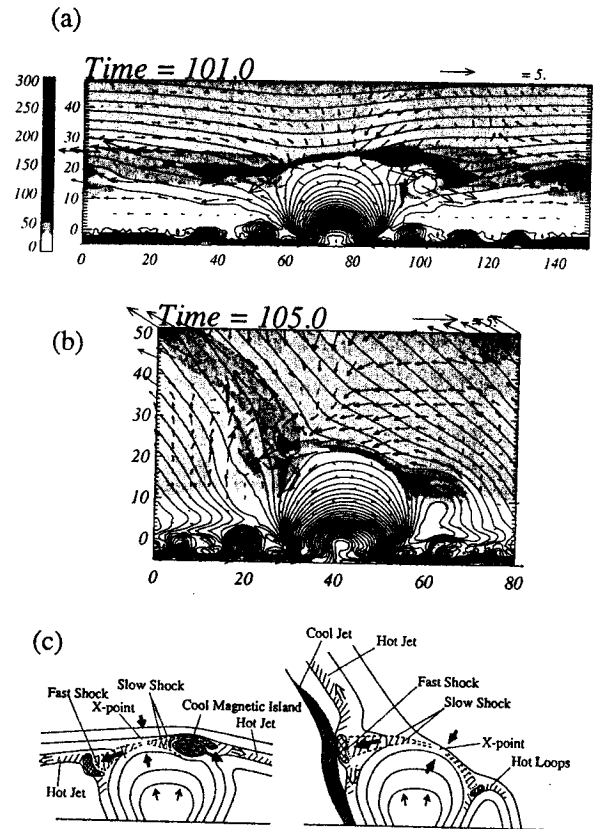 (a)
Time = 101.0
= 5.
300
250
200
150
100
50
0
40
30
20
10
0
0 20 40 60 80 100 120 140
(b)
Time = 105.0
50
40
30
20
10
0
0 20 40 60 80
(c)
Fast Shock
Slow Shock
X-point
Cool Magnetic Island
Hot Jet
Hot Jet
Cool Jet
Hot Jet
Fast Shock
Slow Shock
X-point
Hot Loops